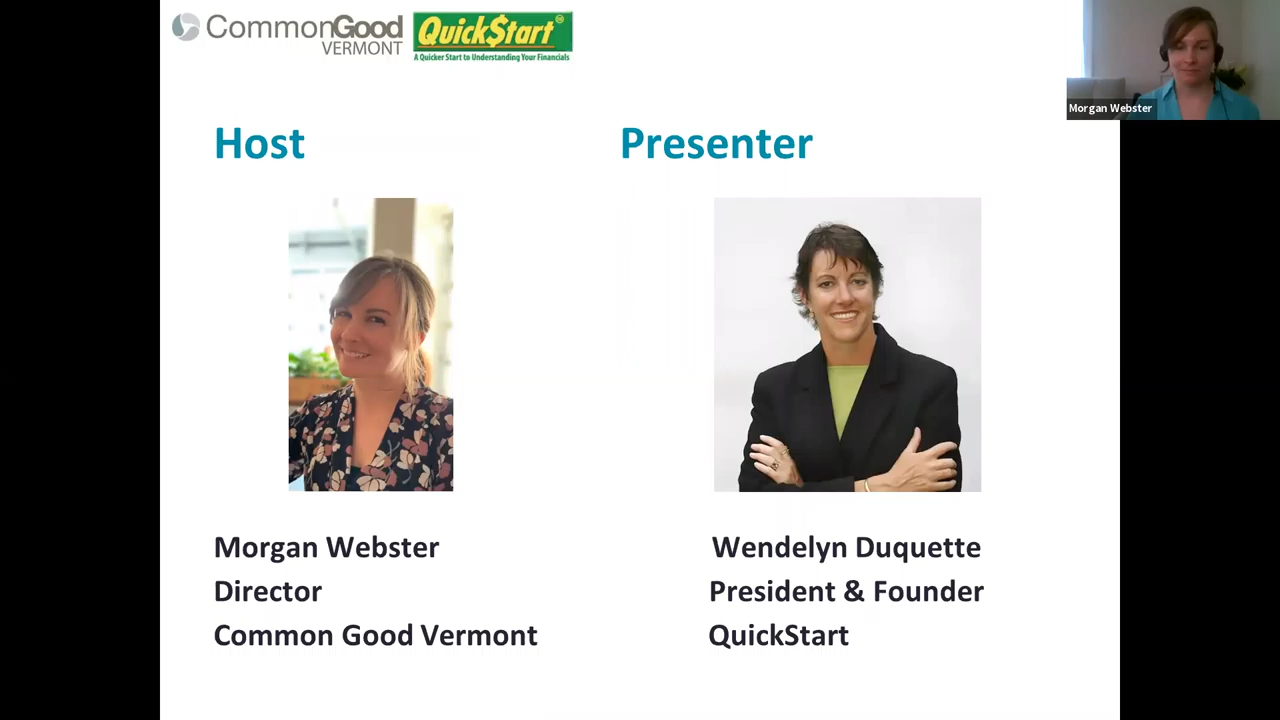 CommonGood
VERMONT
QuickStart
A Quicker Start to Understanding Your Financials
Morgan Webster
Host
Presenter
Morgan Webster
Director
Common Good Vermont
Wendelyn Duquette
President & Founder
QuickStart